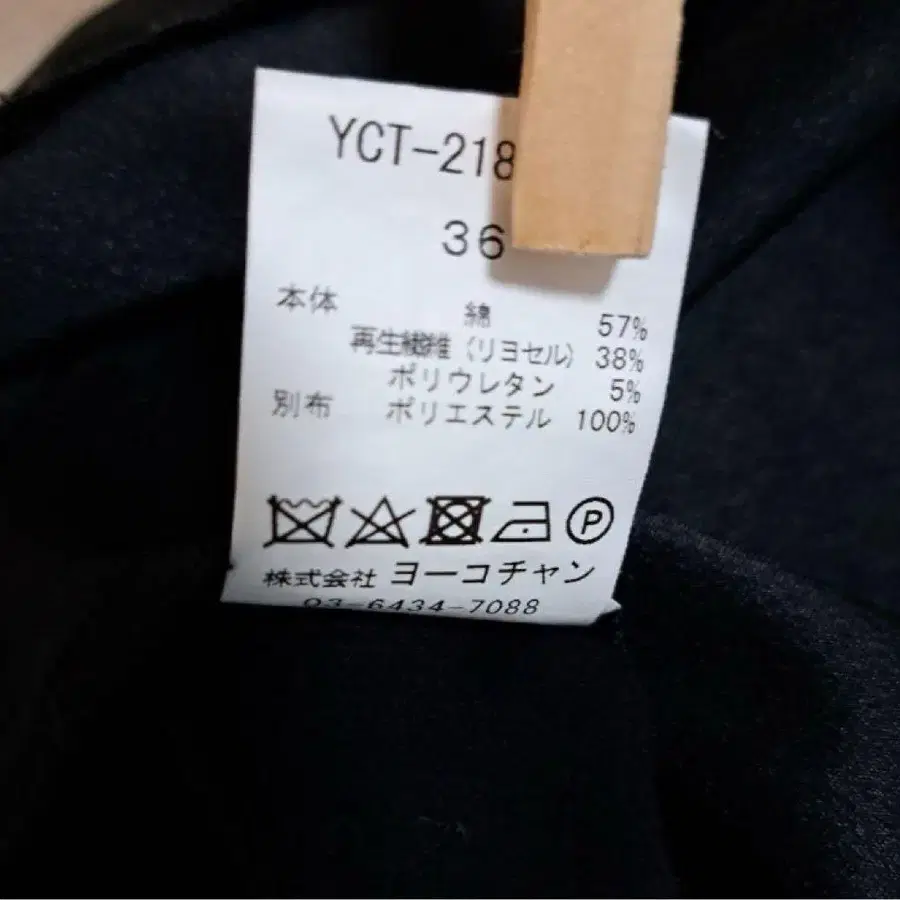 YCT-218
36
本体 綿 57%
再生繊維 (リヨセル) 38%
ポリウレタン 5%
別布 ポリエステル 100%
P
株式会社 ヨーコチャン
03-6434-7088